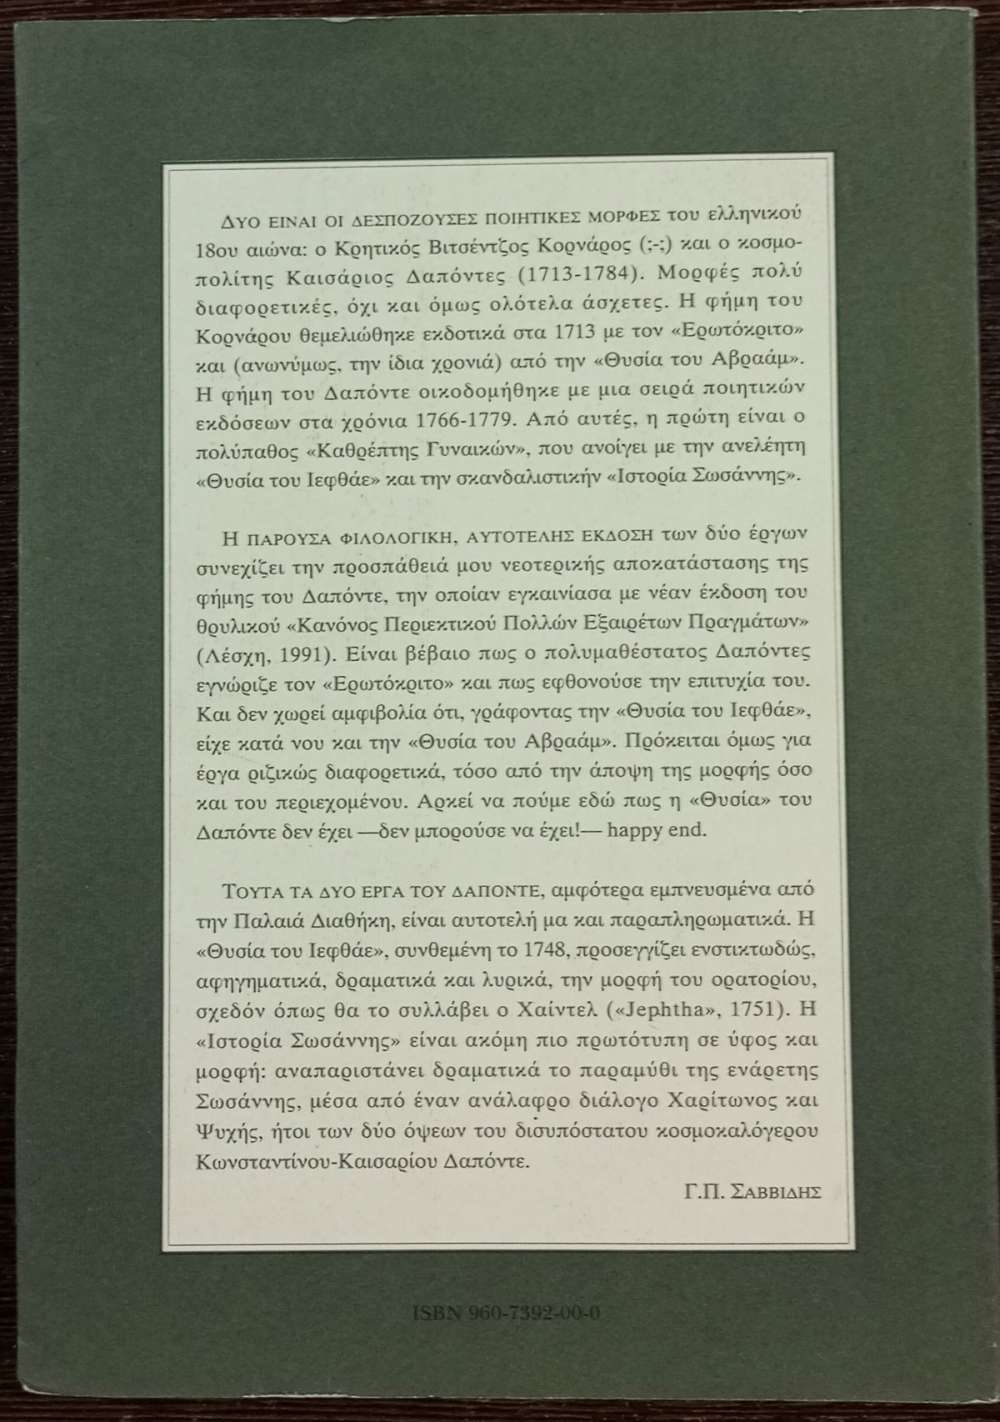 ΔΥΟ ΕΙΝΑΙ ΟΙ ΔΕΣΠΟΖΟΥΣΕΣ ΠΟΙΗΤΙΚΕΣ ΜΟΡΦΕΣ του ελληνικού
18ου αιώνα: ο Κρητικός Βιτσέντζος Κορνάρος (;-;) και ο κοσμο-
πολίτης Καισάριος Δαπόντες (1713-1784). Μορφές πολύ
διαφορετικές, όχι και όμως ολότελα άσχετες. Η φήμη του
Κορνάρου θεμελιώθηκε εκδοτικά στα 1713 με τον «Ερωτόκριτο»
και (ανωνύμως, την ίδια χρονιά) από την «Θυσία του Αβραάμ».
Η φήμη του Δαπόντε οικοδομήθηκε με μια σειρά ποιητικών
εκδόσεων στα χρόνια 1766-1779. Από αυτές, η πρώτη είναι ο
πολύπαθος «Καθρέπτης Γυναικών», που ανοίγει με την ανελέητη
«Θυσία του Ιεφθάε» και την σκανδαλιστικήν «Ιστορία Σωσάννης».
Η ΠΑΡΟΥΣΑ ΦΙΛΟΛΟΓΙΚΗ, ΑΥΤΟΤΕΛΗΣ ΕΚΔΟΣΗ των δύο έργων
συνεχίζει την προσπάθειά μου νεοτερικής αποκατάστασης της
φήμης του Δαπόντε, την οποίαν εγκαινίασα με νέαν έκδοση του
θρυλικού «Κανόνος Περιεκτικού Πολλών Εξαιρέτων Πραγμάτων»
(Λέσχη, 1991). Είναι βέβαιο πως ο πολυμαθέστατος Δαπόντες
εγνώριζε τον «Ερωτόκριτο» και πως εφθονούσε την επιτυχία του.
Και δεν χωρεί αμφιβολία ότι, γράφοντας την «Θυσία του Ιεφθάε»,
είχε κατά νου και την «Θυσία του Αβραάμ». Πρόκειται όμως για
έργα ριζικώς διαφορετικά, τόσο από την άποψη της μορφής όσο
και του περιεχομένου. Αρκεί να πούμε εδώ πως η «Θυσία» του
Δαπόντε δεν έχει —δεν μπορούσε να έχει!— happy end.
ΤΟΥΤΑ ΤΑ ΔΥΟ ΕΡΓΑ ΤΟΥ ΔΑΠΟΝΤΕ, αμφότερα εμπνευσμένα από
την Παλαιά Διαθήκη, είναι αυτοτελή μα και παραπληρωματικά. Η
«Θυσία του Ιεφθάε», συνθεμένη το 1748, προσεγγίζει ενστικτωδώς,
αφηγηματικά, δραματικά και λυρικά, την μορφή του ορατορίου,
σχεδόν όπως θα το συλλάβει ο Χαίντελ («Jephtha», 1751). Η
«Ιστορία Σωσάννης» είναι ακόμη πιο πρωτότυπη σε ύφος και
μορφή: αναπαριστάνει δραματικά το παραμύθι της ενάρετης
Σωσάννης, μέσα από έναν ανάλαφρο διάλογο Χαρίτωνος και
Ψυχής, ήτοι των δύο όψεων του δισυπόστατου κοσμοκαλόγερου
Κωνσταντίνου-Καισαρίου Δαπόντε.
Γ.Π. ΣΑΒΒΙΔΗΣ
ISBN 960-7392-00-0